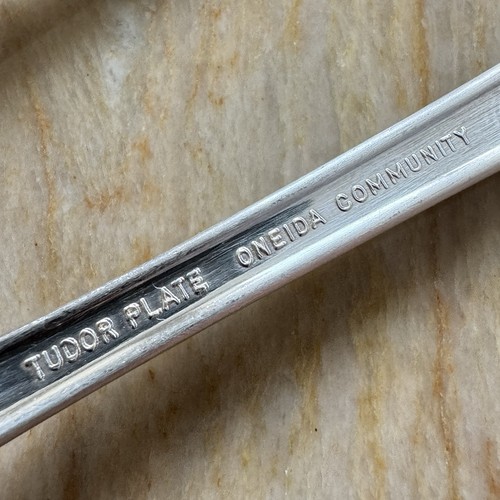 TUDOR PLATE ONEIDA COMMUNITY